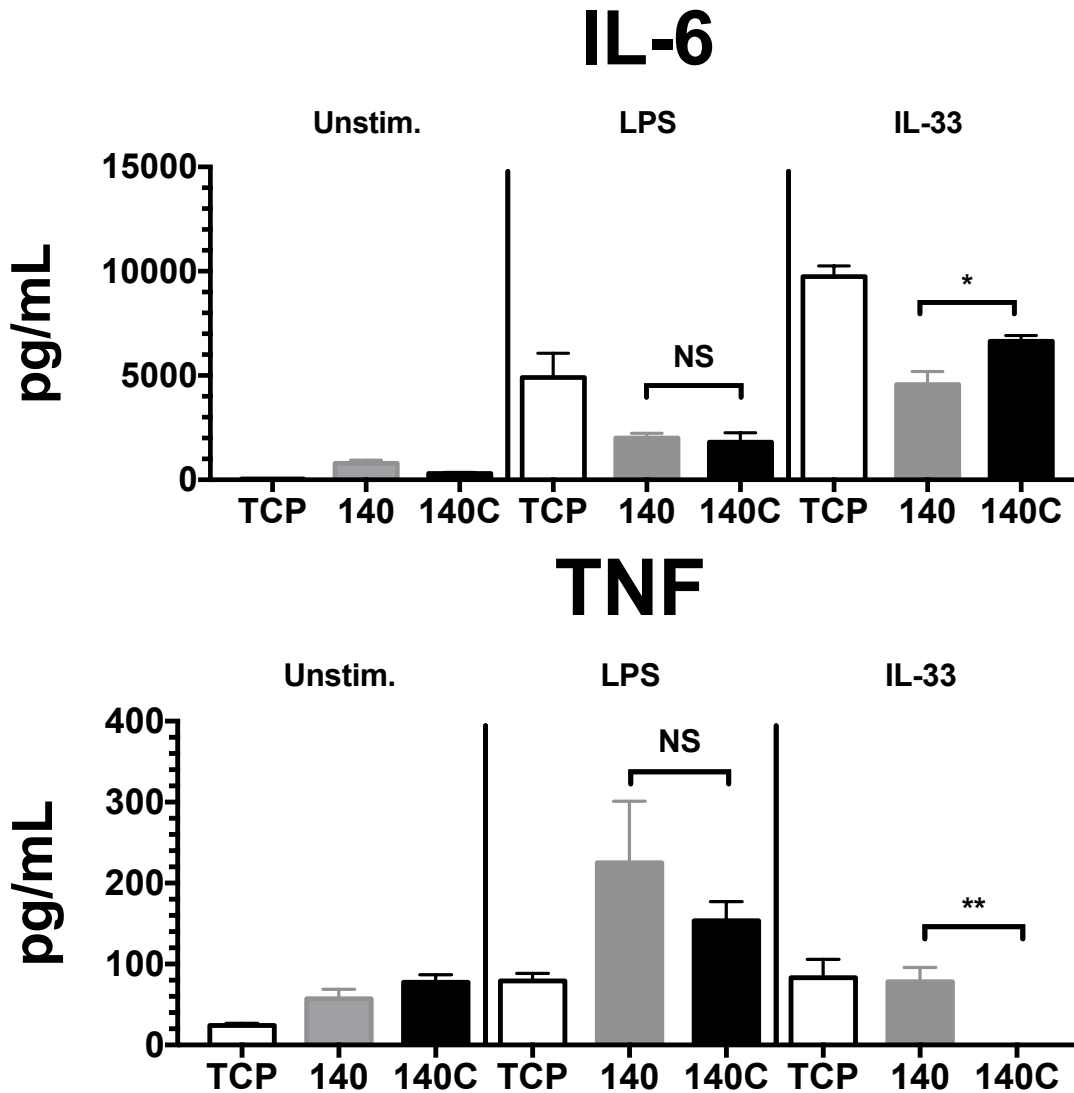 IL-6
Unstim. LPS IL-33
pg/mL
15000
10000
5000
0
NS
*
TCP 140 140C TCP 140 140C TCP 140 140C
TNF
Unstim. LPS IL-33
pg/mL
400
300
200
100
0
NS
**
TCP 140 140C TCP 140 140C TCP 140 140C